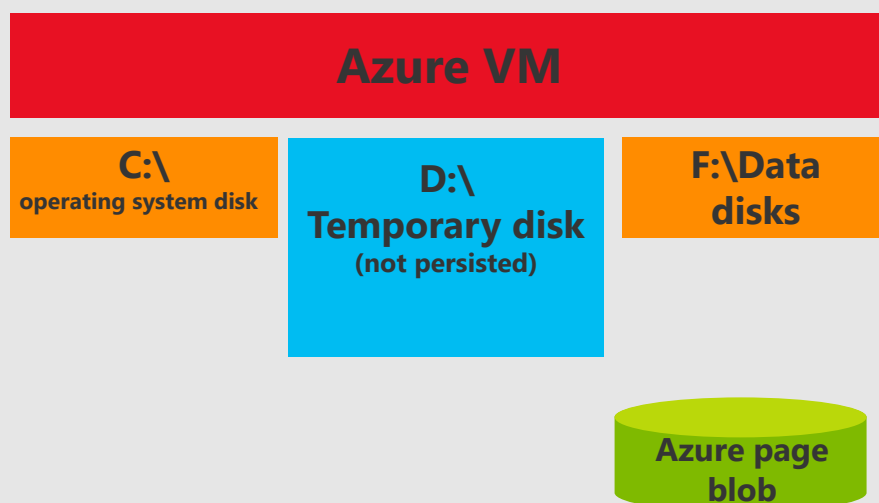 Azure VM
C:\
operating system disk
D:\
Temporary disk
(not persisted)
F:\Data
disks
Azure page
blob